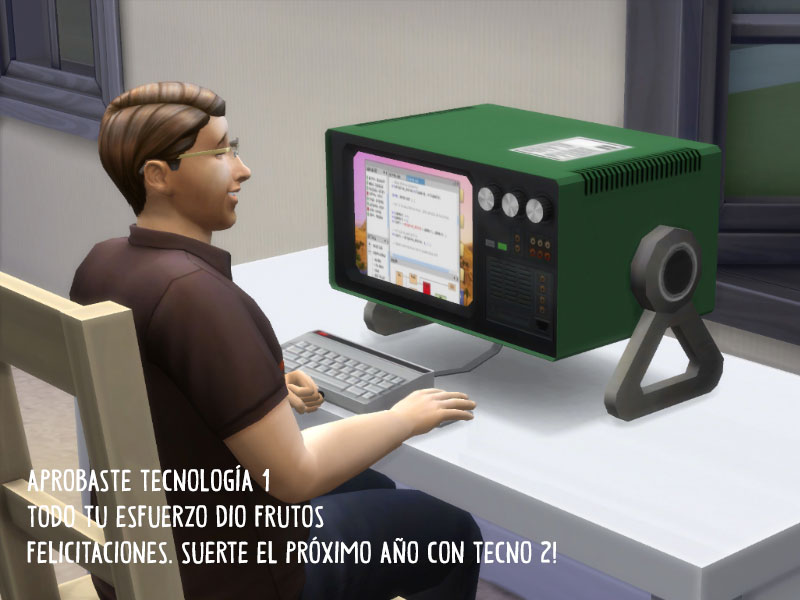 APROBASTE TECNOLOGÍA 1
TODO TU ESFUERZO DIO FRUTOS
FELICITACIONES. SUERTE EL PRÓXIMO AÑO CON TECNO 2!